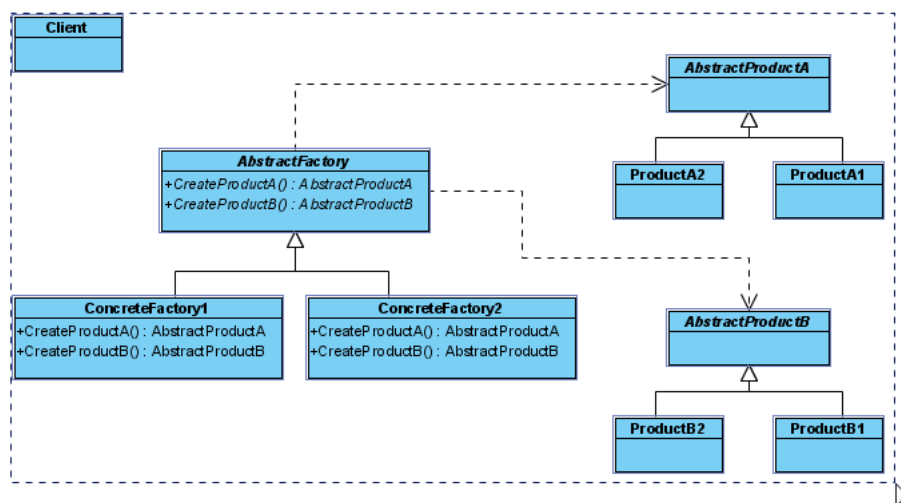 Client
AbstractProductA
AbstractFactory
+CreateProductA() : AbstractProductA
+CreateProductB() : AbstractProductB
ProductA2
ProductA1
ConcreteFactory1
+CreateProductA() : AbstractProductA
+CreateProductB() : AbstractProductB
ConcreteFactory2
+CreateProductA() : AbstractProductA
+CreateProductB() : AbstractProductB
AbstractProductB
ProductB2
ProductB1